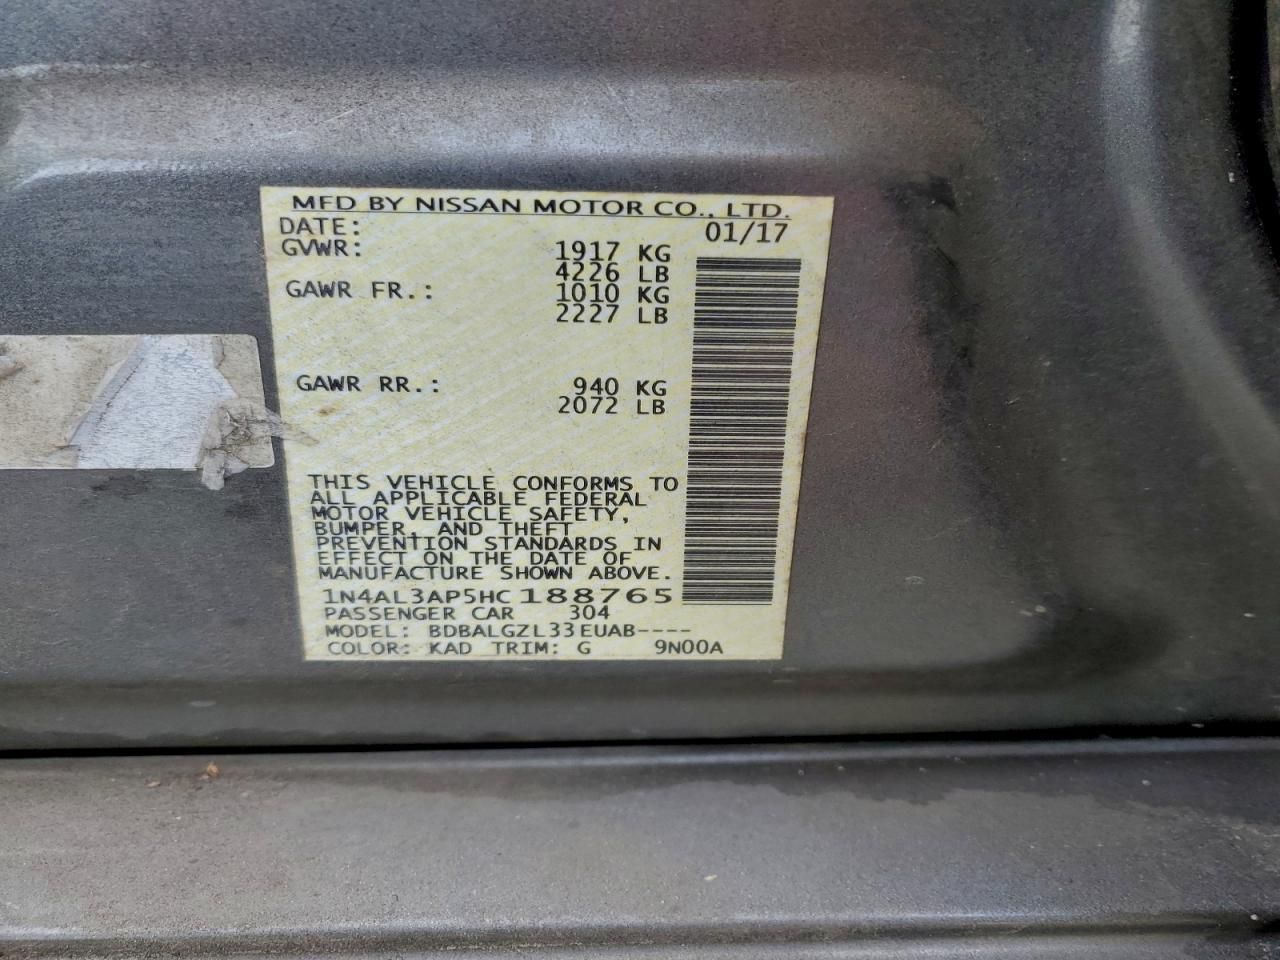 MFD BY NISSAN MOTOR CO., LTD.
DATE: 01/17
GVWR: 1917 KG
4226 LB
GAWR FR.: 1010 KG
2227 LB
GAWR RR.: 940 KG
2072 LB
THIS VEHICLE CONFORMS TO
ALL APPLICABLE FEDERAL
MOTOR VEHICLE SAFETY,
BUMPER, AND THEFT
PREVENTION STANDARDS IN
EFFECT ON THE DATE OF
MANUFACTURE SHOWN ABOVE.
1N4AL3AP5HC188765
PASSENGER CAR 304
MODEL: BDBALGZL33EUAB----
COLOR: KAD TRIM: G 9N00A